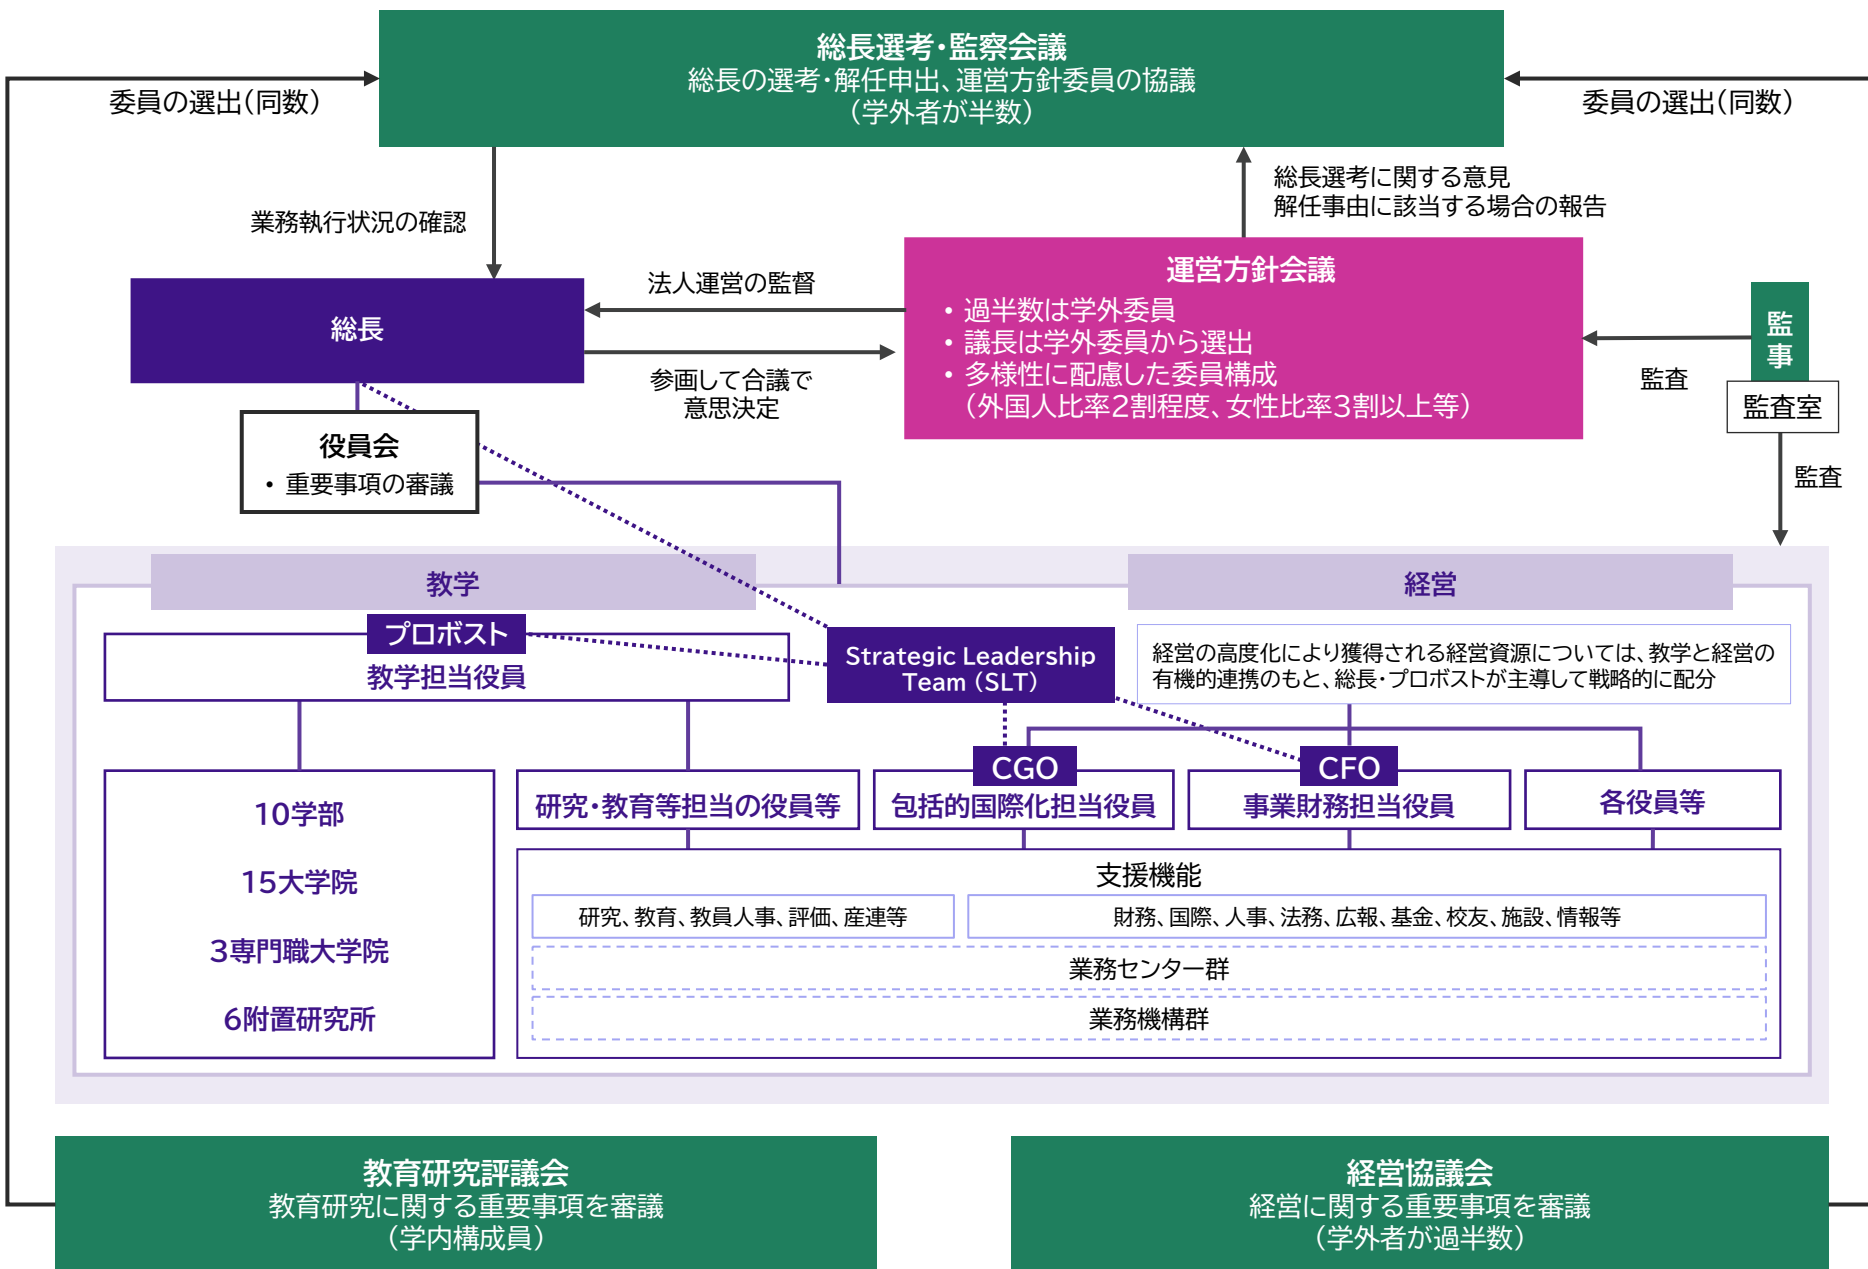 総長選考・監察会議
総長の選考・解任申出、運営方針委員の協議
（学外者が半数）
委員の選出（同数）
委員の選出（同数）
総長選考に関する意見
解任事由に該当する場合の報告
業務執行状況の確認
運営方針会議
• 過半数は学外委員
• 議長は学外委員から選出
• 多様性に配慮した委員構成
（外国人比率2割程度、女性比率3割以上等）
法人運営の監督
総長
参画して合議で
意思決定
監事
監査
監査室
監査
役員会
• 重要事項の審議
教学
経営
プロボスト
教学担当役員
Strategic Leadership
Team（SLT）
経営の高度化により獲得される経営資源については、教学と経営の
有機的連携のもと、総長・プロボストが主導して戦略的に配分
CGO
CFO
10学部
15大学院
3専門職大学院
6附置研究所
研究・教育等担当の役員等
包括的国際化担当役員
事業財務担当役員
各役員等
支援機能
研究、教育、教員人事、評価、産連等
財務、国際、人事、法務、広報、基金、校友、施設、情報等
業務センター群
業務機構群
教育研究評議会
教育研究に関する重要事項を審議
（学内構成員）
経営協議会
経営に関する重要事項を審議
（学外者が過半数）